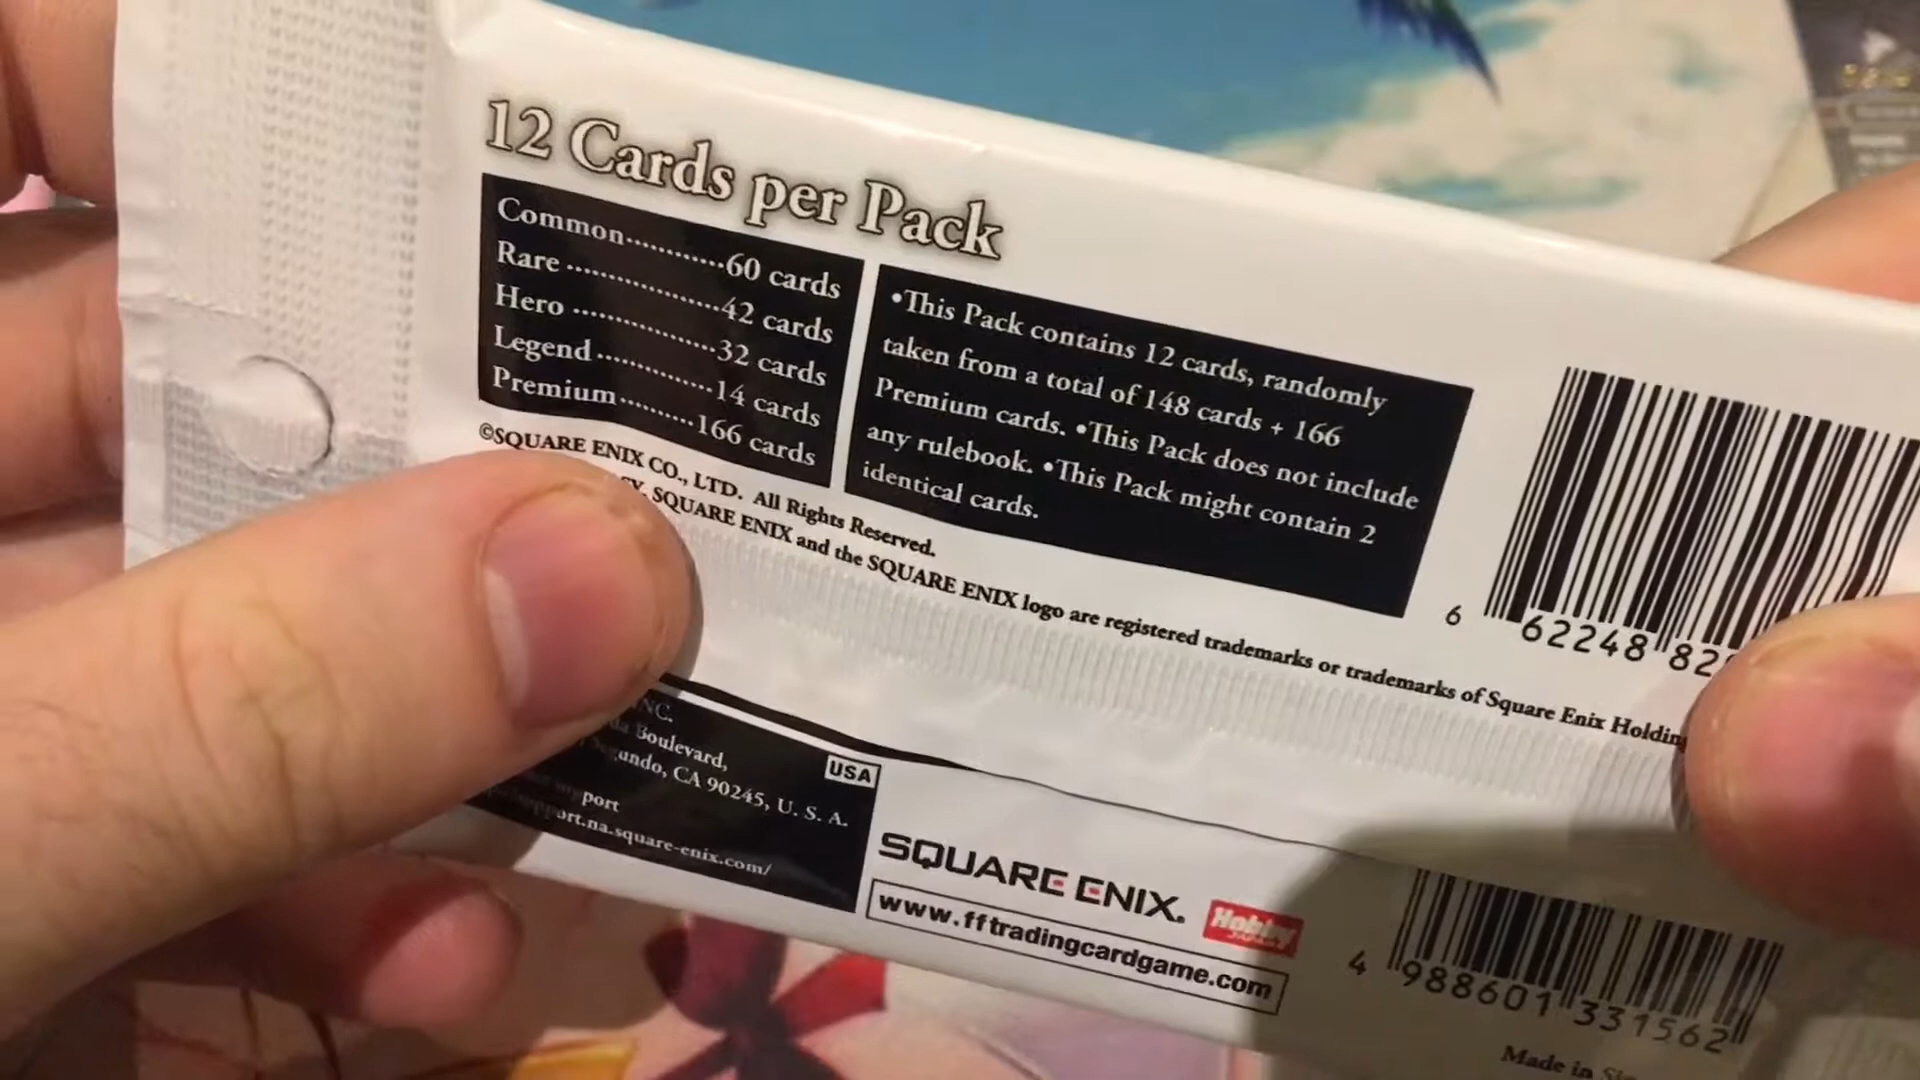 12 Cards per Pack
Common............60 cards
Rare..................42 cards
Hero.................32 cards
Legend..............14 cards
Premium.........166 cards
•This Pack contains 12 cards, randomly
taken from a total of 148 cards + 166
Premium cards. •This Pack does not include
any rulebook. •This Pack might contain 2
identical cards.
©SQUARE ENIX CO., LTD. All Rights Reserved.
SQUARE ENIX and the SQUARE ENIX logo are registered trademarks or trademarks of Square Enix
6 62248 82
Boulevard,
CA 90245, U. S. A.
USA
SQUARE ENIX.
Hobby
JAPAN
www.fftradingcardgame.com
4 988601 331562
Made in